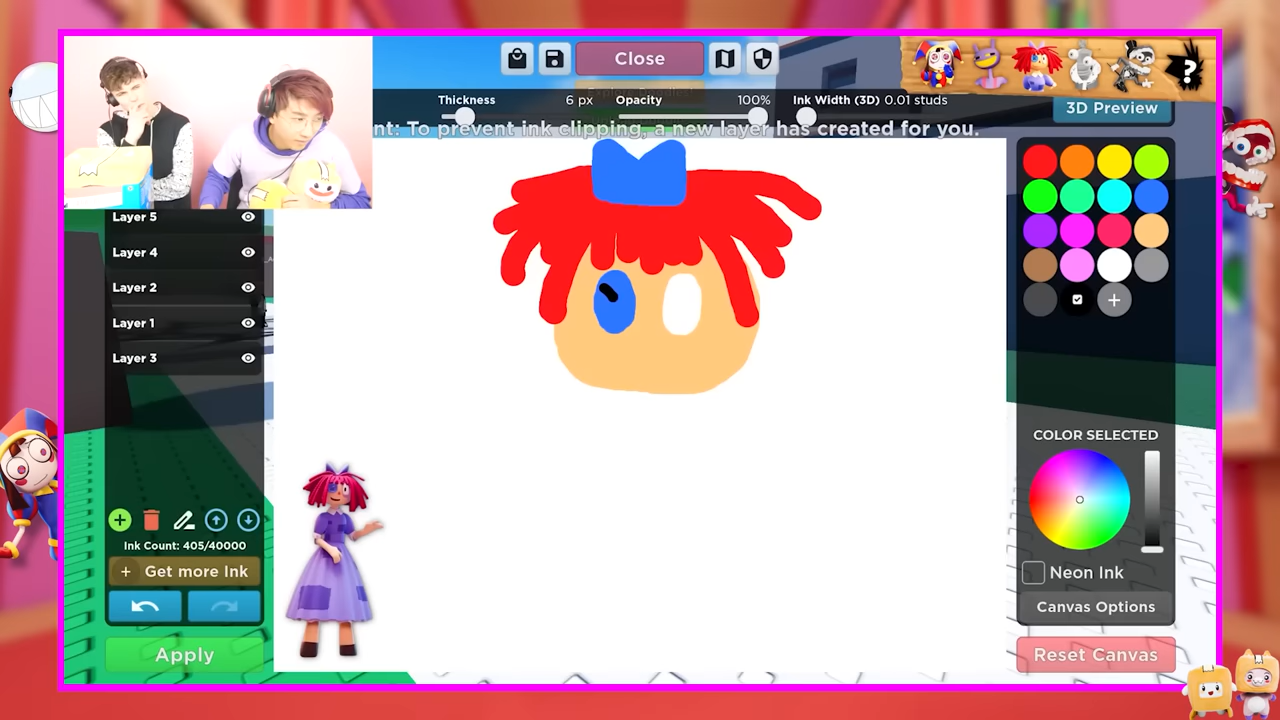 Close
Thickness 6 px Opacity 100% Ink Width (3D) 0.01 studs
3D Preview
nt: To prevent ink clipping, a new layer has created for you.
Layer 5
Layer 4
Layer 2
Layer 1
Layer 3
Ink Count: 405/40000
+ Get more Ink
Apply
COLOR SELECTED
Neon Ink
Canvas Options
Reset Canvas
?